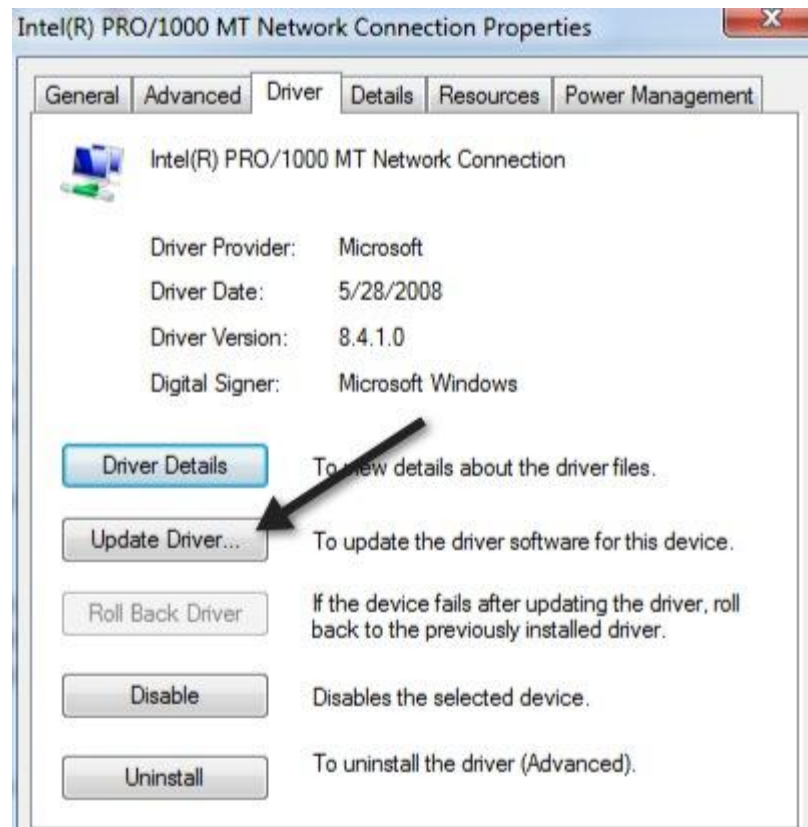 Intel(R) PRO/1000 MT Network Connection Properties
General Advanced Driver Details Resources Power Management
Intel(R) PRO/1000 MT Network Connection
Driver Provider: Microsoft
Driver Date: 5/28/2008
Driver Version: 8.4.1.0
Digital Signer: Microsoft Windows
Driver Details To view details about the driver files.
Update Driver... To update the driver software for this device.
Roll Back Driver If the device fails after updating the driver, roll
back to the previously installed driver.
Disable Disables the selected device.
Uninstall To uninstall the driver (Advanced).